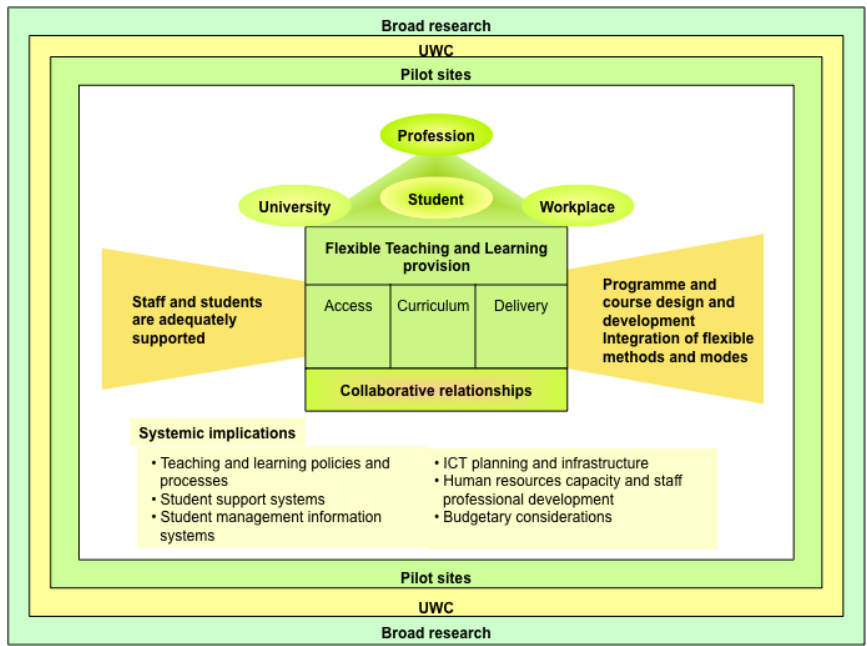 Broad research
UWC
Pilot sites
Profession
University
Student
Workplace
Flexible Teaching and Learning
provision
Staff and students
are adequately
supported
Access
Curriculum
Delivery
Programme and
course design and
development
Integration of flexible
methods and modes
Collaborative relationships
Systemic implications
• Teaching and learning policies and
processes
• Student support systems
• Student management information
systems
• ICT planning and infrastructure
• Human resources capacity and staff
professional development
• Budgetary considerations
Pilot sites
UWC
Broad research